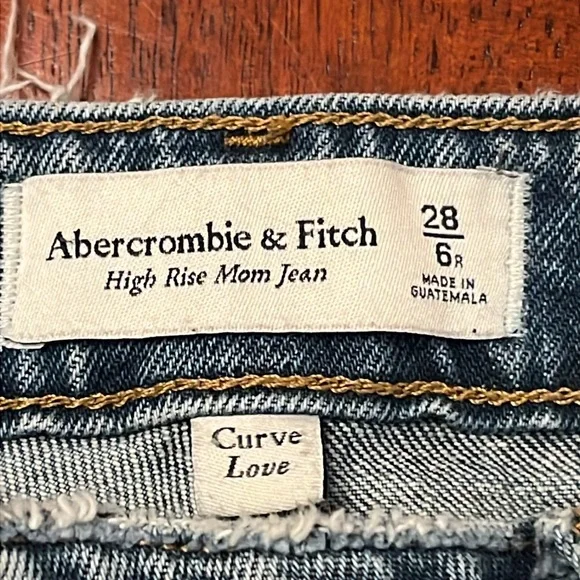 Abercrombie & Fitch
High Rise Mom Jean
28
6R
MADE IN
GUATEMALA
Curve
Love